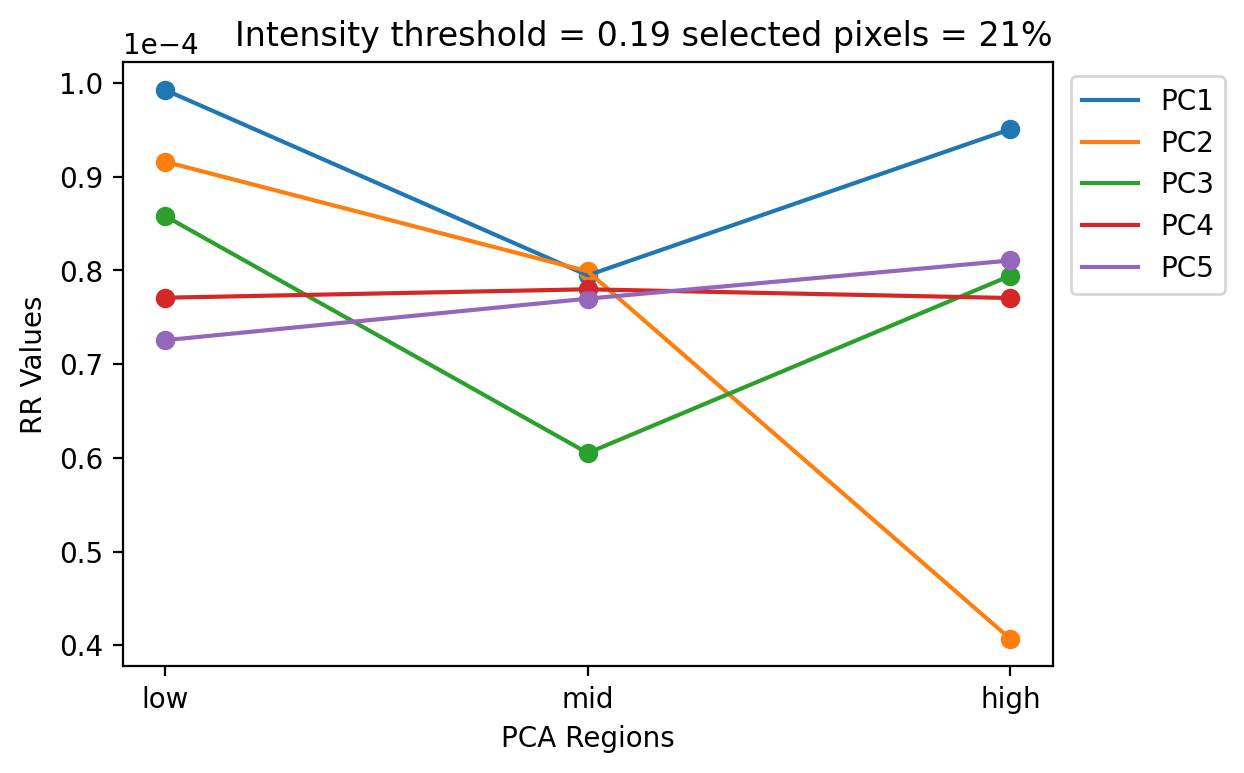 1e−4
Intensity threshold = 0.19 selected pixels = 21%
1.0
0.9
0.8
0.7
0.6
0.5
0.4
RR Values
low
mid
high
PCA Regions
PC1
PC2
PC3
PC4
PC5